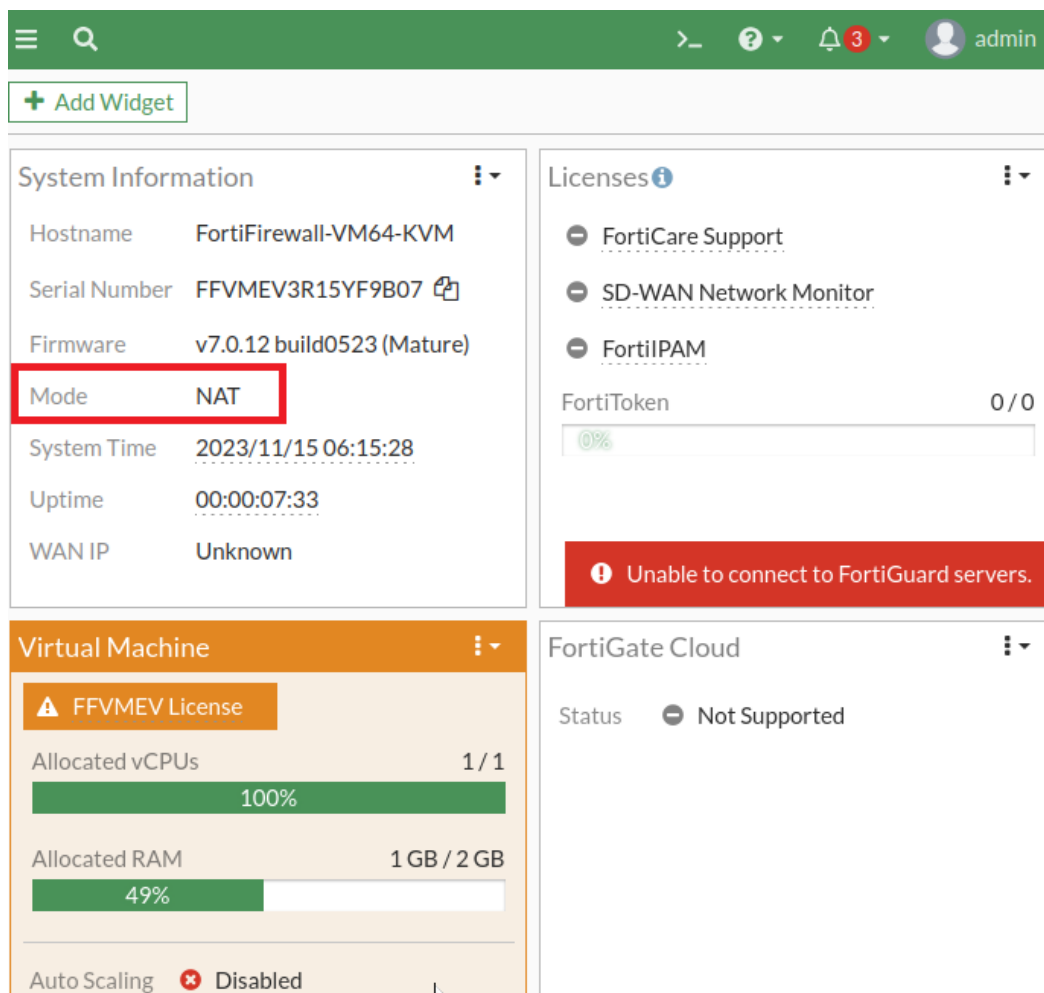 >_ ? 3 admin
+ Add Widget
System Information
Hostname FortiFirewall-VM64-KVM
Serial Number FFVMEV3R15YF9B07
Firmware v7.0.12 build0523 (Mature)
Mode NAT
System Time 2023/11/15 06:15:28
Uptime 00:00:07:33
WAN IP Unknown
Licenses
FortiCare Support
SD-WAN Network Monitor
FortiIPAM
FortiToken 0 / 0
0%
Unable to connect to FortiGuard servers.
Virtual Machine
FFVMEV License
Allocated vCPUs 1 / 1
100%
Allocated RAM 1 GB / 2 GB
49%
Auto Scaling Disabled
FortiGate Cloud
Status Not Supported